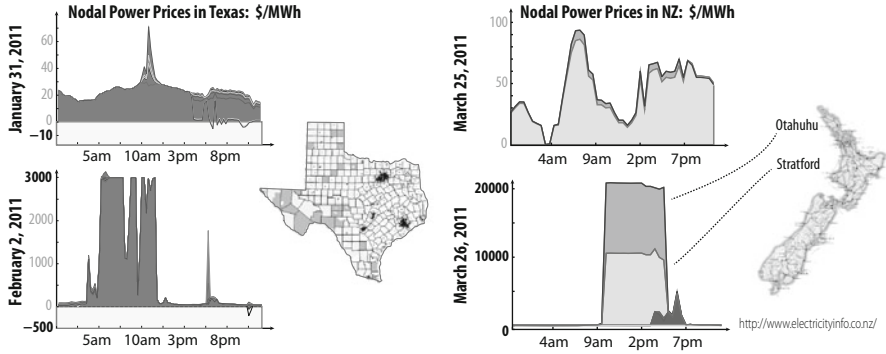 Nodal Power Prices in Texas: $/MWh
January 31, 2011
60
40
20
0
−10
5am 10am 3pm 8pm
February 2, 2011
3000
2000
1000
0
−500
5am 10am 3pm 8pm
Nodal Power Prices in NZ: $/MWh
March 25, 2011
100
50
0
4am 9am 2pm 7pm
Otahuhu
Stratford
March 26, 2011
20000
10000
0
4am 9am 2pm 7pm
http://www.electricityinfo.co.nz/